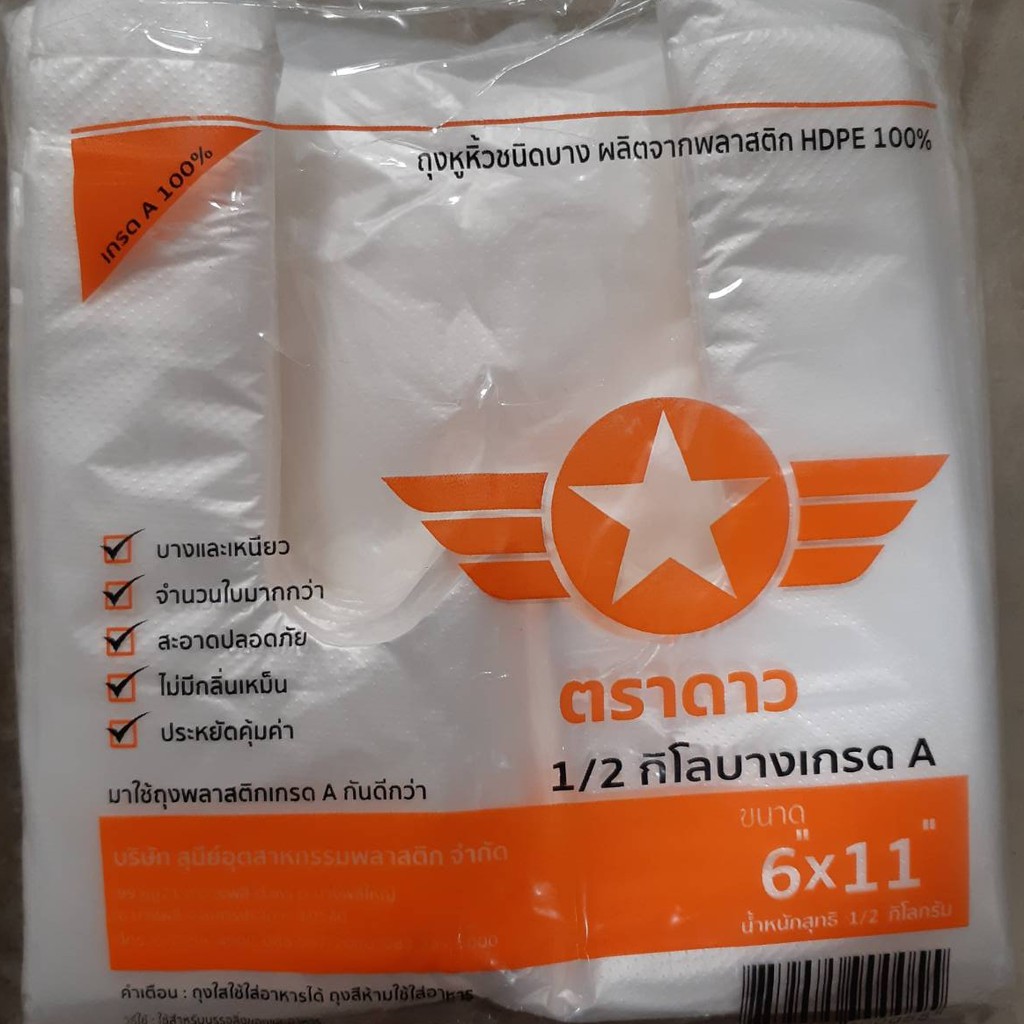 ถุงหูหิ้วชนิดบาง ผลิตจากพลาสติก HDPE 100%
เกรด A 100%
บางและเหนียว
จำนวนใบมากกว่า
สะอาดปลอดภัย
ไม่มีกลิ่นเหม็น
ประหยัดคุ้มค่า
ตราดาว
1/2 กิโลบางเกรด A
มาใช้ถุงพลาสติกเกรด A กันดีกว่า
ขนาด
6"x11"
น้ำหนักสุทธิ 1/2 กิโลกรัม
บริษัท สุนีย์อุตสาหกรรมพลาสติก จำกัด
คำเตือน : ถุงใสใช้ใส่อาหารได้ ถุงสีห้ามใช้ใส่อาหาร